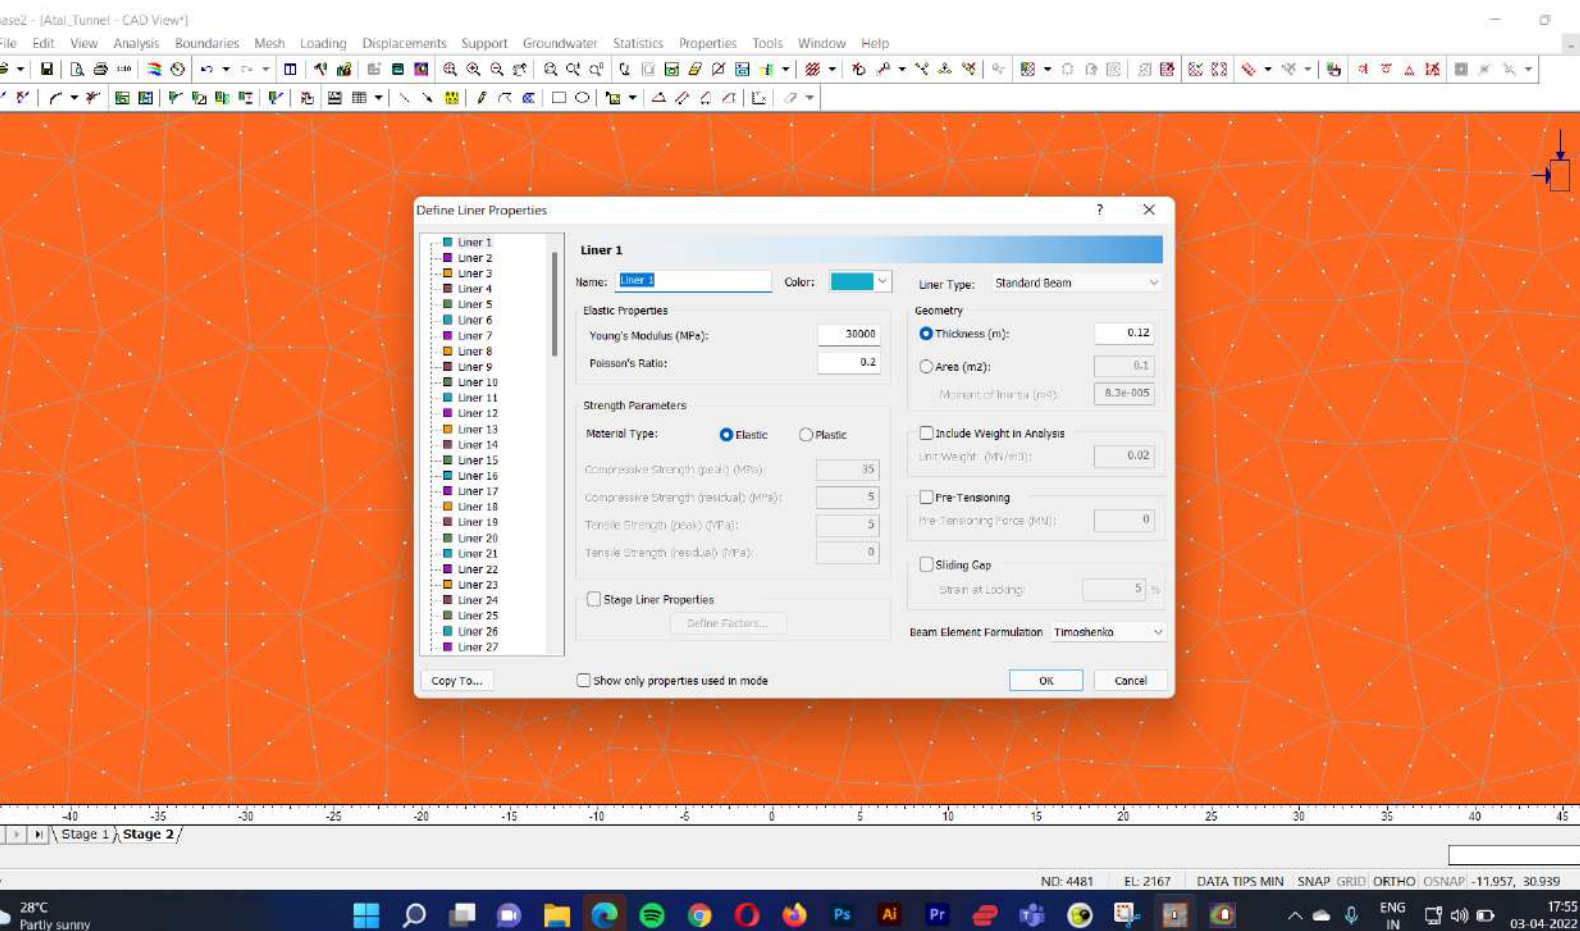 ase2 - [Atal_Tunnel - CAD View*]
File Edit View Analysis Boundaries Mesh Loading Displacements Support Groundwater Statistics Properties Tools Window Help
Define Liner Properties ?
Liner 1
Liner 2
Liner 3
Liner 4
Liner 5
Liner 6
Liner 7
Liner 8
Liner 9
Liner 10
Liner 11
Liner 12
Liner 13
Liner 14
Liner 15
Liner 16
Liner 17
Liner 18
Liner 19
Liner 20
Liner 21
Liner 22
Liner 23
Liner 24
Liner 25
Liner 26
Liner 27
Copy To...
Liner 1
Name: Liner 1 Color:
Elastic Properties
Young's Modulus (MPa): 30000
Poisson's Ratio: 0.2
Strength Parameters
Material Type: Elastic Plastic
Compressive Strength (peak) (MPa): 35
Compressive Strength (residual) (MPa): 5
Tensile Strength (peak) (MPa): 5
Tensile Strength (residual) (MPa): 0
Stage Liner Properties
Define Factors...
Show only properties used in mode
Liner Type: Standard Beam
Geometry
Thickness (m): 0.12
Area (m2): 0.1
Moment of Inertia (m4): 8.3e-005
Include Weight in Analysis
Unit Weight: (MN/m3): 0.02
Pre-Tensioning
Pre-Tensioning Force (MN): 0
Sliding Gap
Strain at Locking: 5 %
Beam Element Formulation Timoshenko
OK Cancel
-40 -35 -30 -25 -20 -15 -10 -5 0 5 10 15 20 25 30 35 40 45
Stage 1 Stage 2
ND: 4481 EL: 2167 DATA TIPS MIN SNAP GRID ORTHO OSNAP -11.957, 30.939
28°C
Partly sunny
Ps Ai Pr
ENG
IN
17:55
03-04-2022